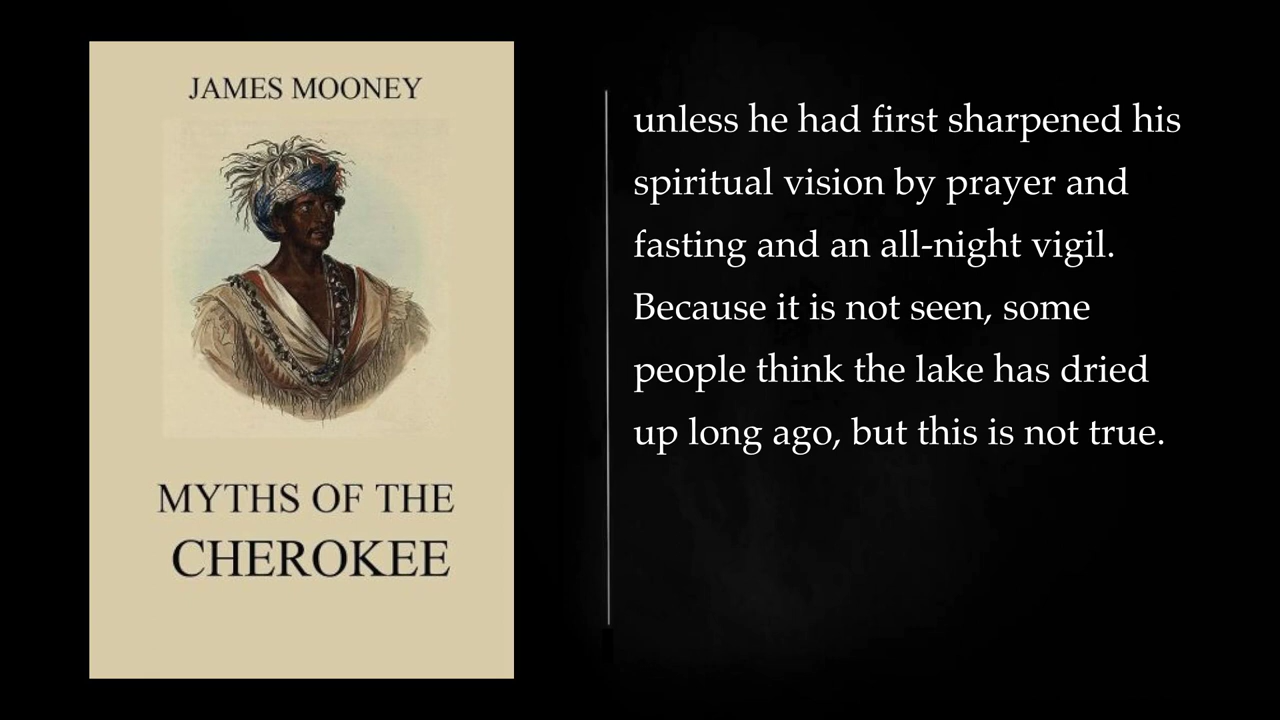 JAMES MOONEY
MYTHS OF THE
CHEROKEE
unless he had first sharpened his
spiritual vision by prayer and
fasting and an all-night vigil.
Because it is not seen, some
people think the lake has dried
up long ago, but this is not true.